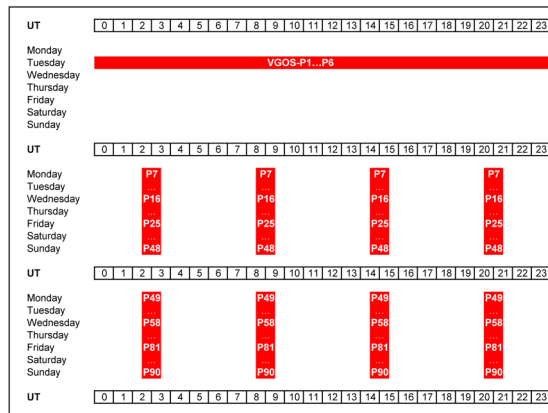 UT 0 1 2 3 4 5 6 7 8 9 10 11 12 13 14 15 16 17 18 19 20 21 22 23
Monday
Tuesday VGOS-P1...P6
Wednesday
Thursday
Friday
Saturday
Sunday
UT 0 1 2 3 4 5 6 7 8 9 10 11 12 13 14 15 16 17 18 19 20 21 22 23
Monday P7 P7 P7 P7
Tuesday ... ... ... ...
Wednesday P16 P16 P16 P16
Thursday ... ... ... ...
Friday P25 P25 P25 P25
Saturday ... ... ... ...
Sunday P48 P48 P48 P48
UT 0 1 2 3 4 5 6 7 8 9 10 11 12 13 14 15 16 17 18 19 20 21 22 23
Monday P49 P49 P49 P49
Tuesday ... ... ... ...
Wednesday P58 P58 P58 P58
Thursday ... ... ... ...
Friday P81 P81 P81 P81
Saturday ... ... ... ...
Sunday P90 P90 P90 P90
UT 0 1 2 3 4 5 6 7 8 9 10 11 12 13 14 15 16 17 18 19 20 21 22 23